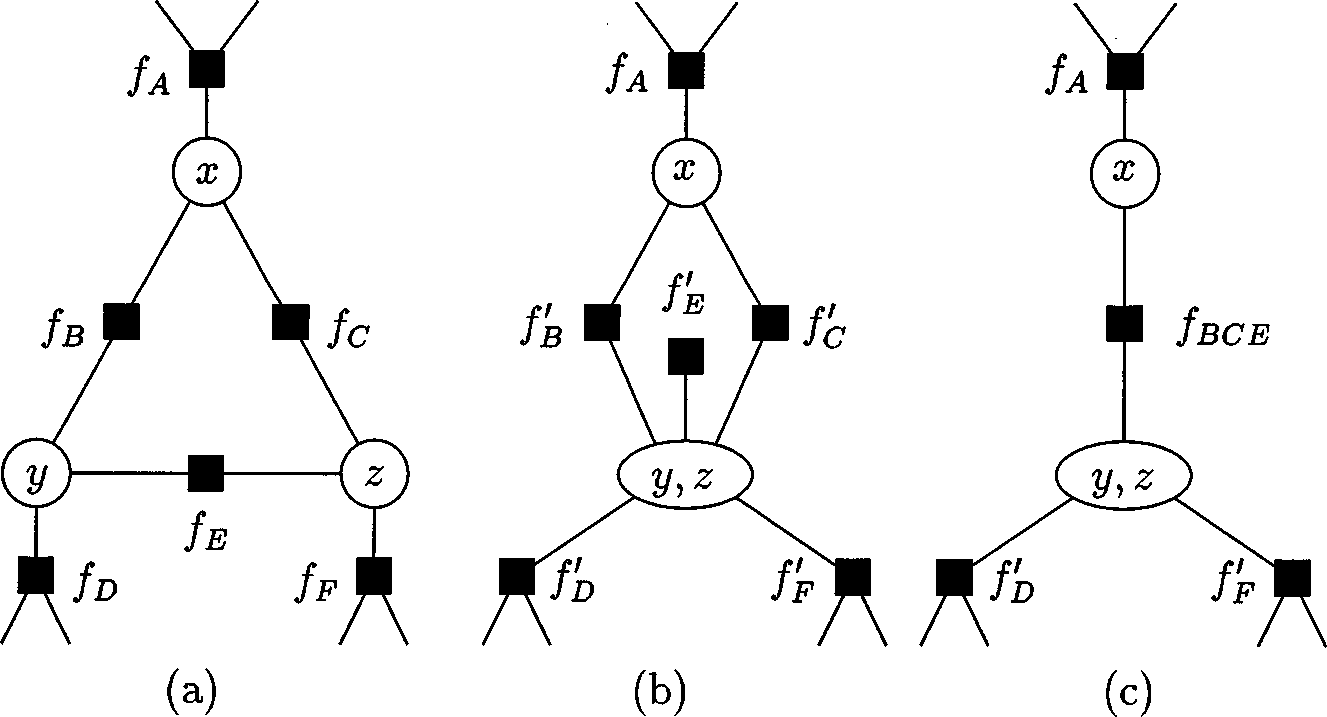 f_A f_A f_A
x x x
f'_E
f_B f_C f'_B f'_C f_{BCE}
y z y, z y, z
f_E
f_D f_F f'_D f'_F f'_D f'_F
(a) (b) (c)